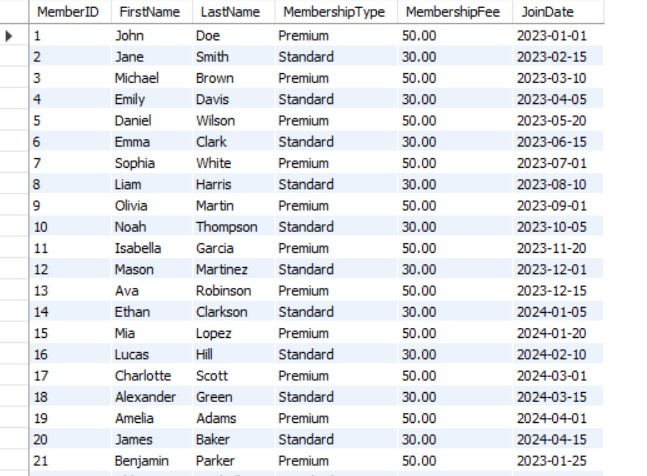 MemberID FirstName LastName MembershipType MembershipFee JoinDate
1 John Doe Premium 50.00 2023-01-01
2 Jane Smith Standard 30.00 2023-02-15
3 Michael Brown Premium 50.00 2023-03-10
4 Emily Davis Standard 30.00 2023-04-05
5 Daniel Wilson Premium 50.00 2023-05-20
6 Emma Clark Standard 30.00 2023-06-15
7 Sophia White Premium 50.00 2023-07-01
8 Liam Harris Standard 30.00 2023-08-10
9 Olivia Martin Premium 50.00 2023-09-01
10 Noah Thompson Standard 30.00 2023-10-05
11 Isabella Garcia Premium 50.00 2023-11-20
12 Mason Martinez Standard 30.00 2023-12-01
13 Ava Robinson Premium 50.00 2023-12-15
14 Ethan Clarkson Standard 30.00 2024-01-05
15 Mia Lopez Premium 50.00 2024-01-20
16 Lucas Hill Standard 30.00 2024-02-10
17 Charlotte Scott Premium 50.00 2024-03-01
18 Alexander Green Standard 30.00 2024-03-15
19 Amelia Adams Premium 50.00 2024-04-01
20 James Baker Standard 30.00 2024-04-15
21 Benjamin Parker Premium 50.00 2023-01-25